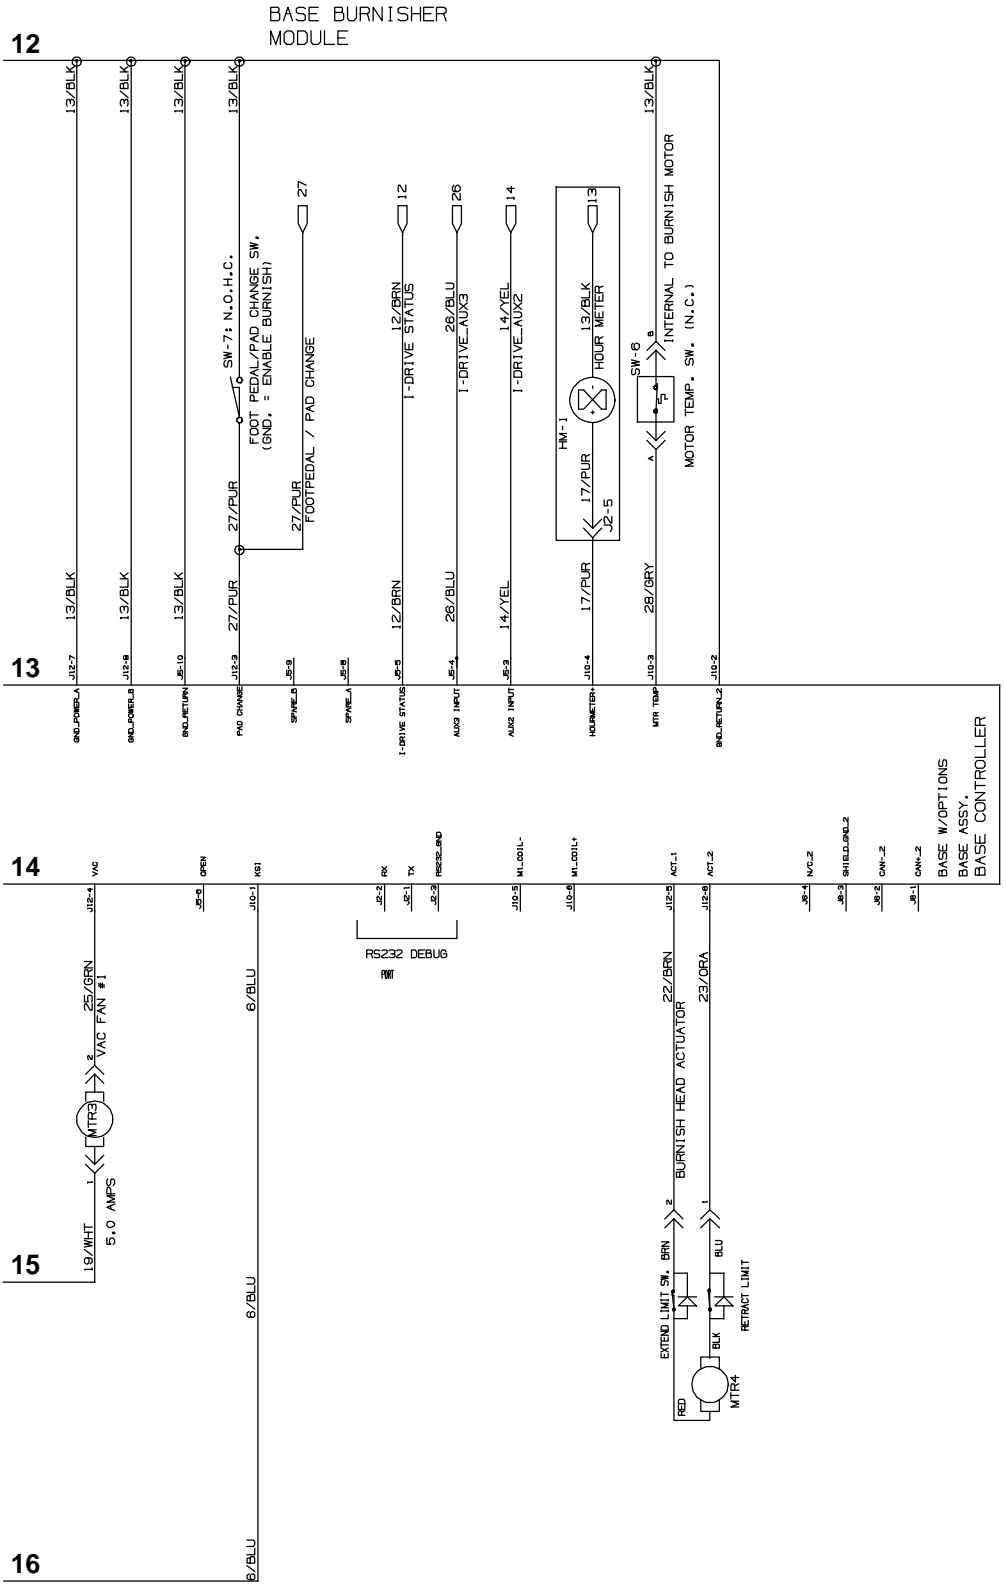 BASE BURNISHER
MODULE
12
13/BLK
13/BLK
13/BLK
13/BLK
13/BLK
27
12
26
14
13
SW-7: N.O.H.C.
FOOT PEDAL/PAD CHANGE SW.
(GND. = ENABLE BURNISH)
27/PUR
27/PUR
FOOTPEDAL / PAD CHANGE
12/BRN
I-DRIVE STATUS
26/BLU
I-DRIVE_AUX3
14/YEL
I-DRIVE_AUX2
13/BLK
HOUR METER
HM-1
+
-
17/PUR
J2-5
INTERNAL TO BURNISH MOTOR
B
SW-6
A
MOTOR TEMP. SW. (N.C.)
13/BLK
13/BLK
13/BLK
27/PUR
12/BRN
26/BLU
14/YEL
17/PUR
28/GRY
13
J12-7
J12-8
J5-10
J12-3
J5-9
J5-8
J5-5
J5-4
J5-3
J10-4
J10-3
J10-2
GND_POWER_A
GND_POWER_B
GND_RETURN
PAD CHANGE
SPARE_B
SPARE_A
I-DRIVE STATUS
AUX3 INPUT
AUX2 INPUT
HOURMETER+
MTR TEMP
GND_RETURN_2
BASE W/OPTIONS
BASE ASSY.
BASE CONTROLLER
14
VAC
OPEN
KSI
RX
TX
RS232_GND
M1_COIL-
M1_COIL+
ACT_1
ACT_2
N/C_2
SHIELD_GND_2
CAN-_2
CAN+_2
J12-4
J5-6
J10-1
J2-2
J2-1
J2-3
J10-5
J10-6
J12-5
J12-6
J6-4
J6-3
J6-2
J6-1
RS232 DEBUG
PORT
25/GRN
VAC FAN #1
2
MTR3
1
5.0 AMPS
19/WHT
6/BLU
6/BLU
6/BLU
22/BRN
23/ORA
BURNISH HEAD ACTUATOR
2
1
BRN
BLU
EXTEND LIMIT SW.
RETRACT LIMIT
BLK
RED
MTR4
15
16